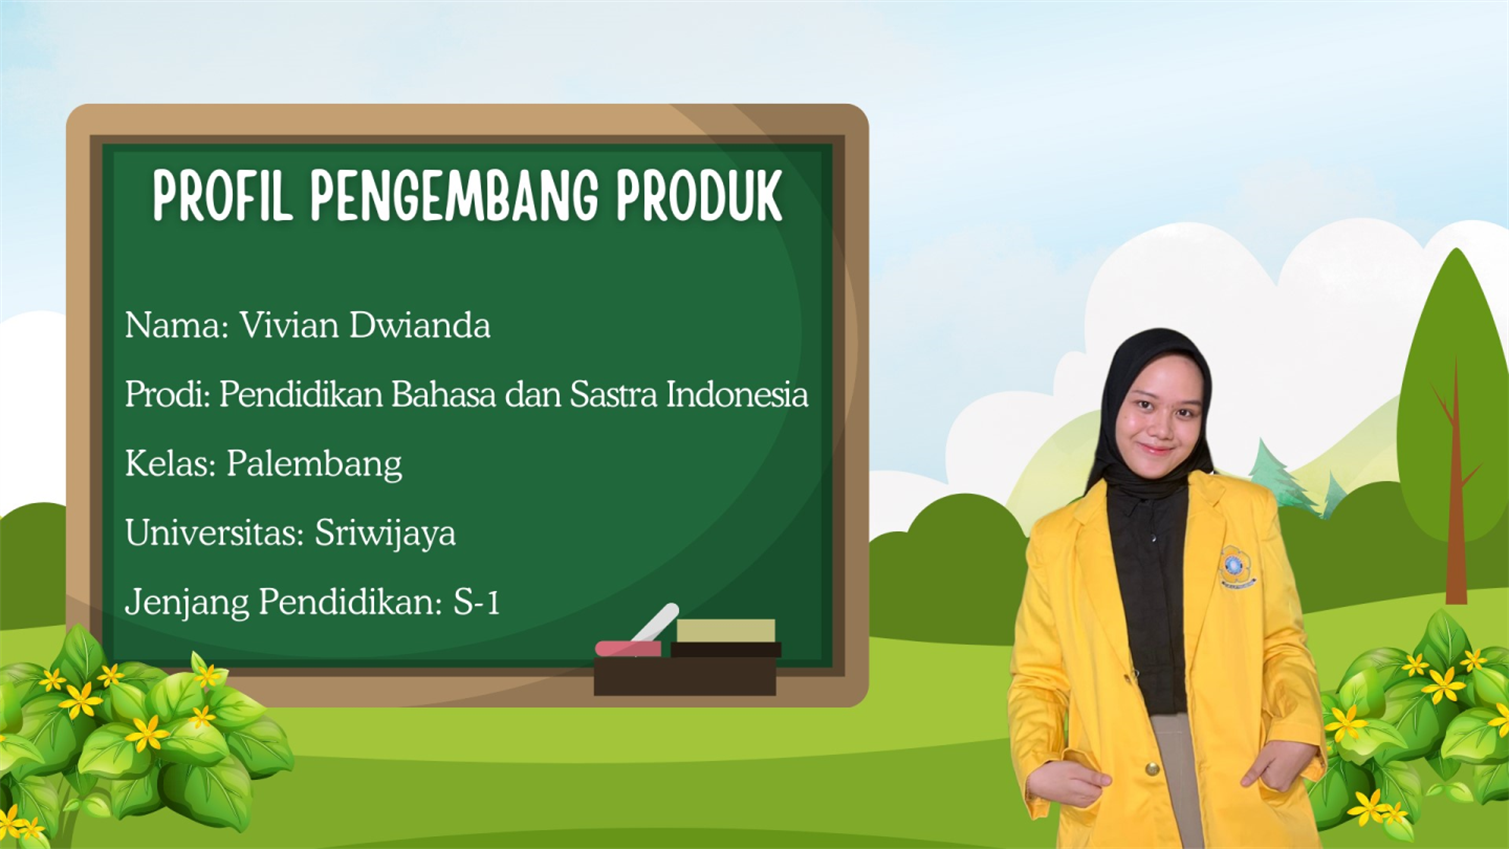 PROFIL PENGEMBANG PRODUK
Nama: Vivian Dwianda
Prodi: Pendidikan Bahasa dan Sastra Indonesia
Kelas: Palembang
Universitas: Sriwijaya
Jenjang Pendidikan: S-1